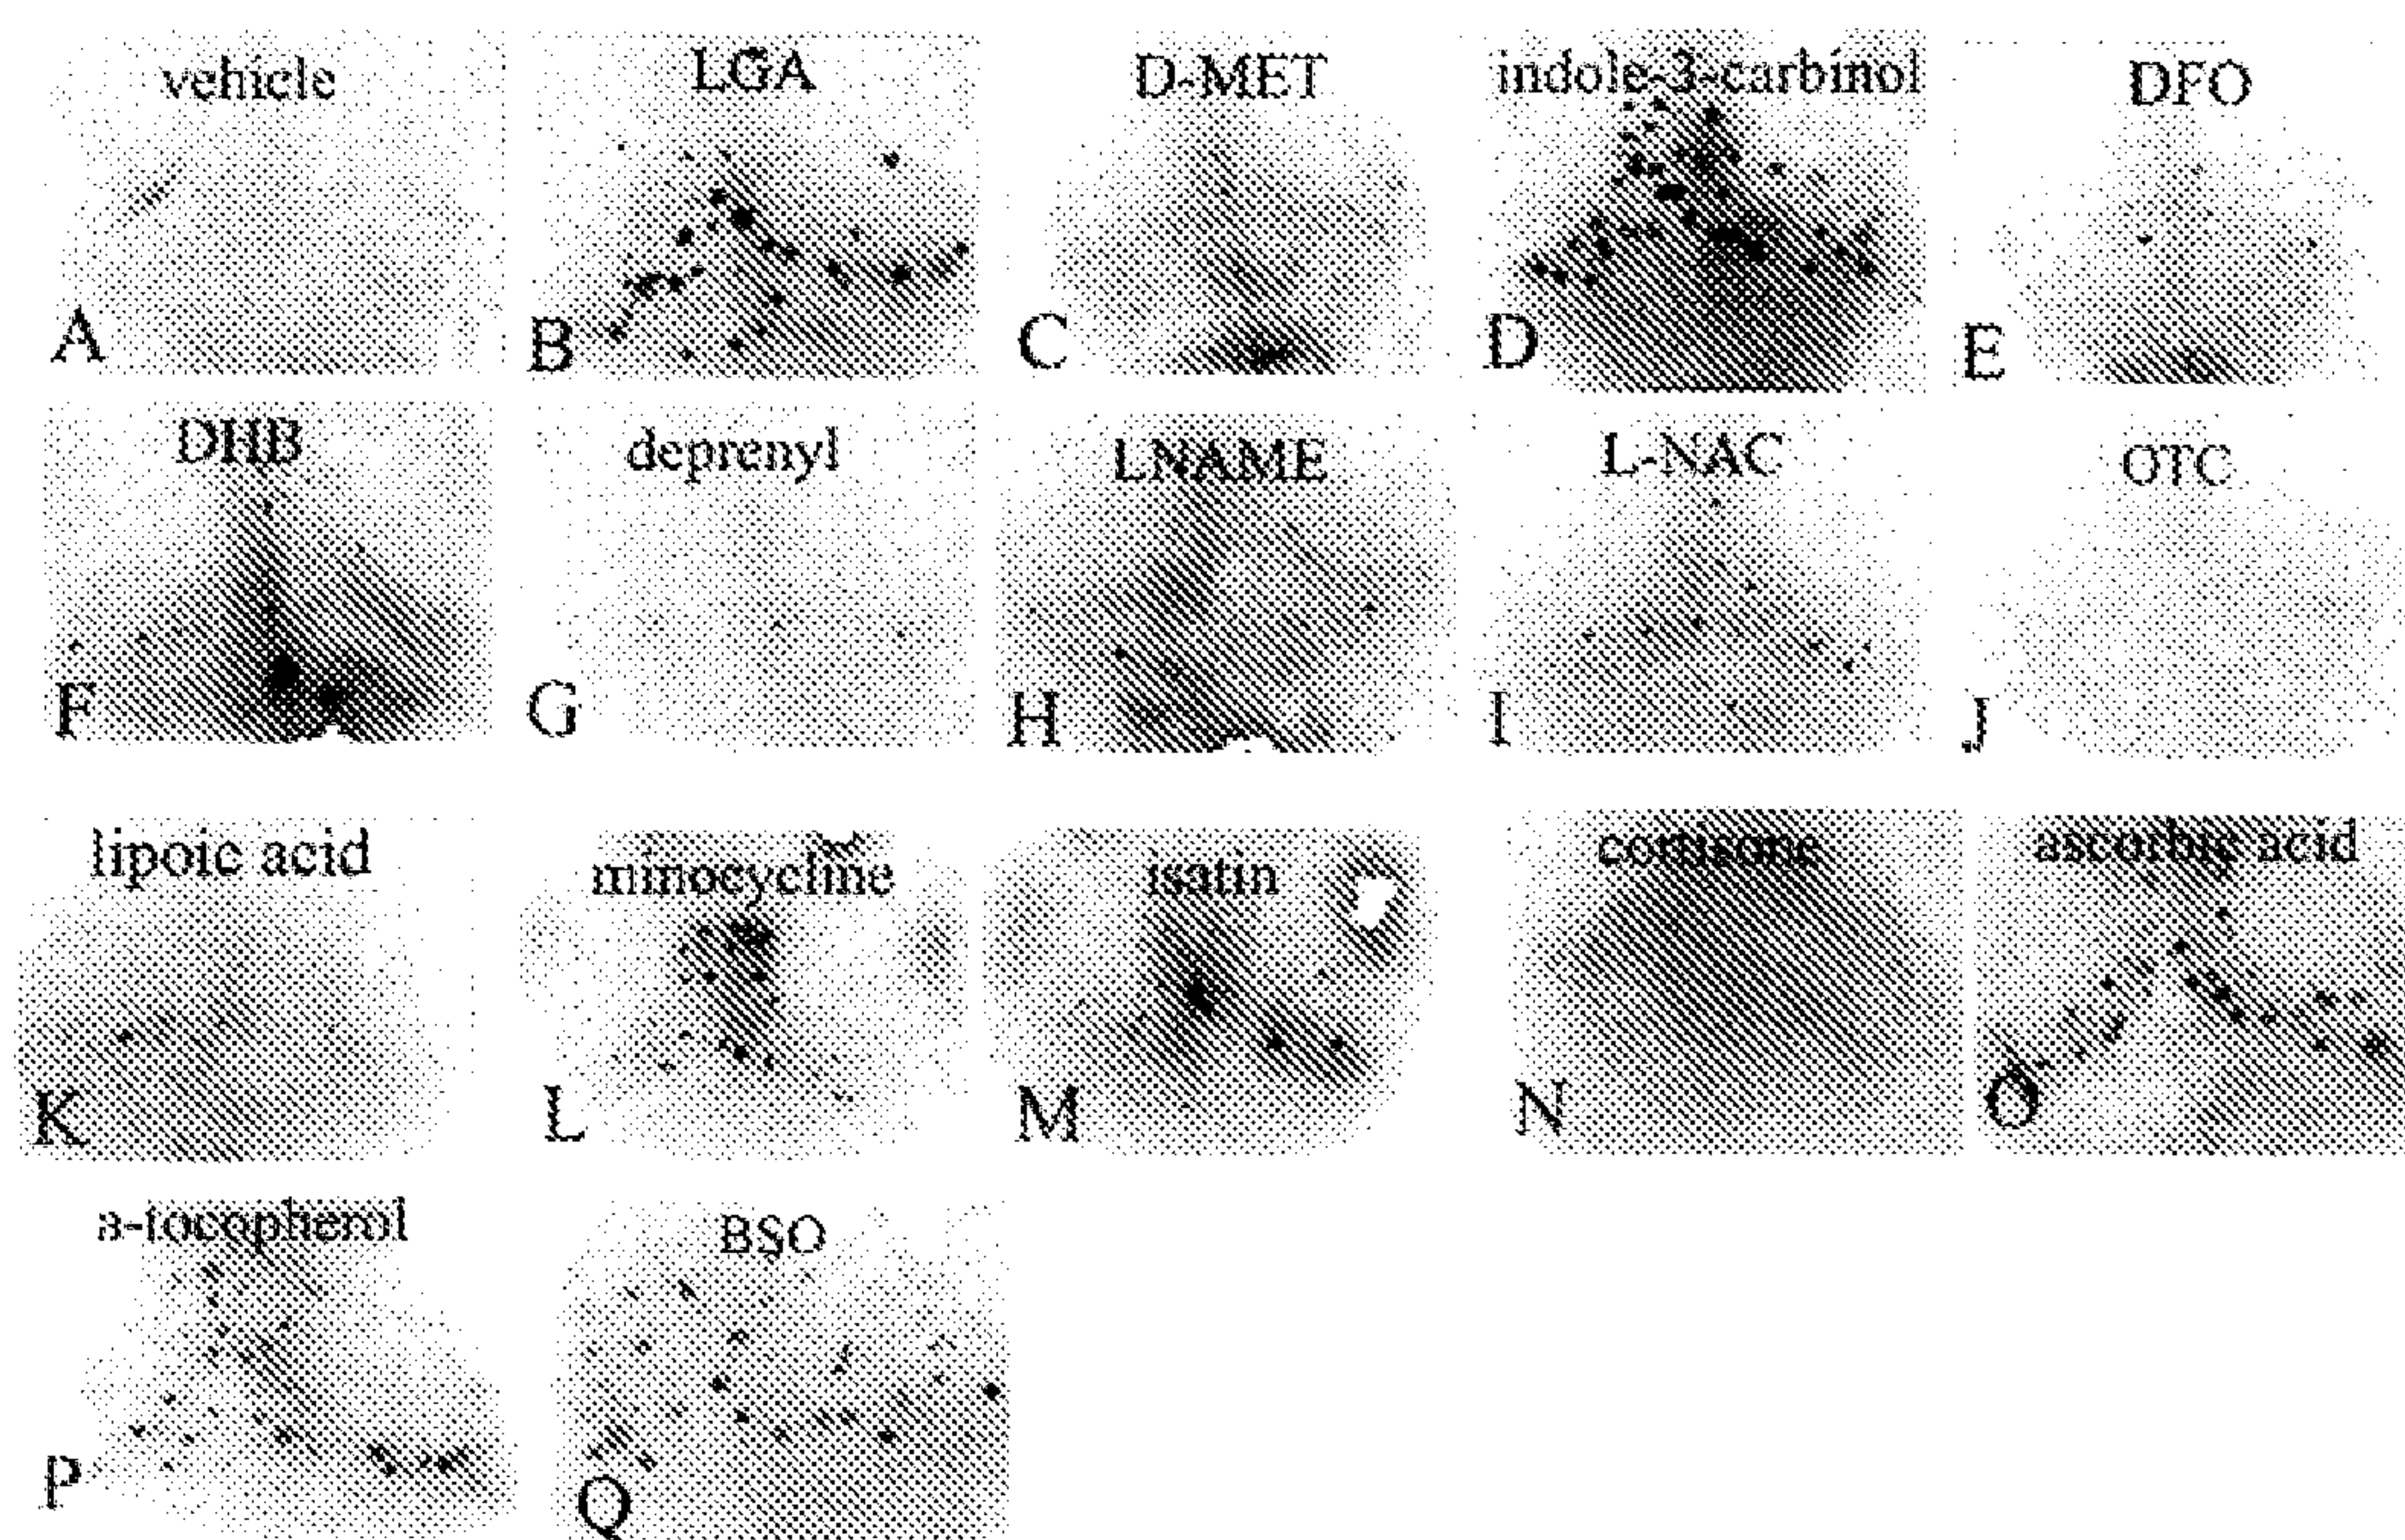 vehicle
A
LGA
B
D-MET
C
indole-3-carbinol
D
DFO
E
DHB
F
deprenyl
G
LNAME
H
L-NAC
I
OTC
J
lipoic acid
K
minocycline
L
isatin
M
cortisone
N
ascorbic acid
O
a-tocopherol
P
BSO
Q